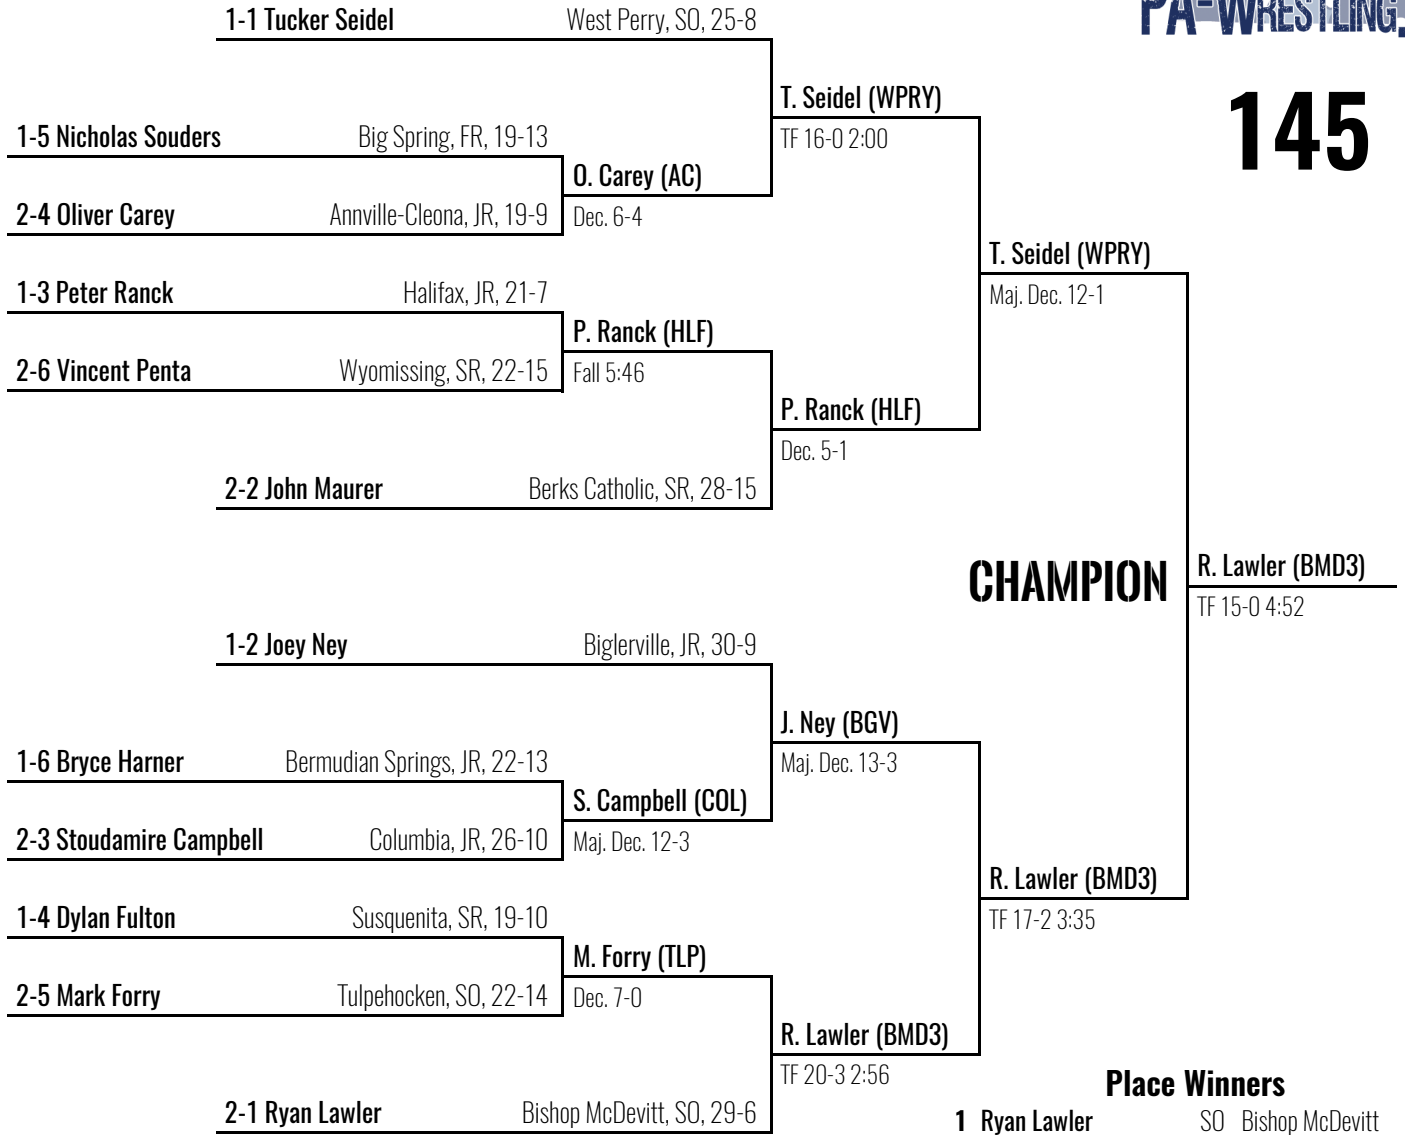 1-1 Tucker Seidel West Perry, SO, 25-8
PA-WRESTLING.
145
T. Seidel (WPRY)
TF 16-0 2:00
1-5 Nicholas Souders Big Spring, FR, 19-13
O. Carey (AC)
2-4 Oliver Carey Annville-Cleona, JR, 19-9
Dec. 6-4
T. Seidel (WPRY)
Maj. Dec. 12-1
1-3 Peter Ranck Halifax, JR, 21-7
P. Ranck (HLF)
2-6 Vincent Penta Wyomissing, SR, 22-15
Fall 5:46
P. Ranck (HLF)
Dec. 5-1
2-2 John Maurer Berks Catholic, SR, 28-15
CHAMPION
R. Lawler (BMD3)
TF 15-0 4:52
1-2 Joey Ney Biglerville, JR, 30-9
J. Ney (BGV)
Maj. Dec. 13-3
1-6 Bryce Harner Bermudian Springs, JR, 22-13
S. Campbell (COL)
2-3 Stoudamire Campbell Columbia, JR, 26-10
Maj. Dec. 12-3
R. Lawler (BMD3)
TF 17-2 3:35
1-4 Dylan Fulton Susquenita, SR, 19-10
M. Forry (TLP)
2-5 Mark Forry Tulpehocken, SO, 22-14
Dec. 7-0
R. Lawler (BMD3)
TF 20-3 2:56
2-1 Ryan Lawler Bishop McDevitt, SO, 29-6
Place Winners
1 Ryan Lawler SO Bishop McDevitt